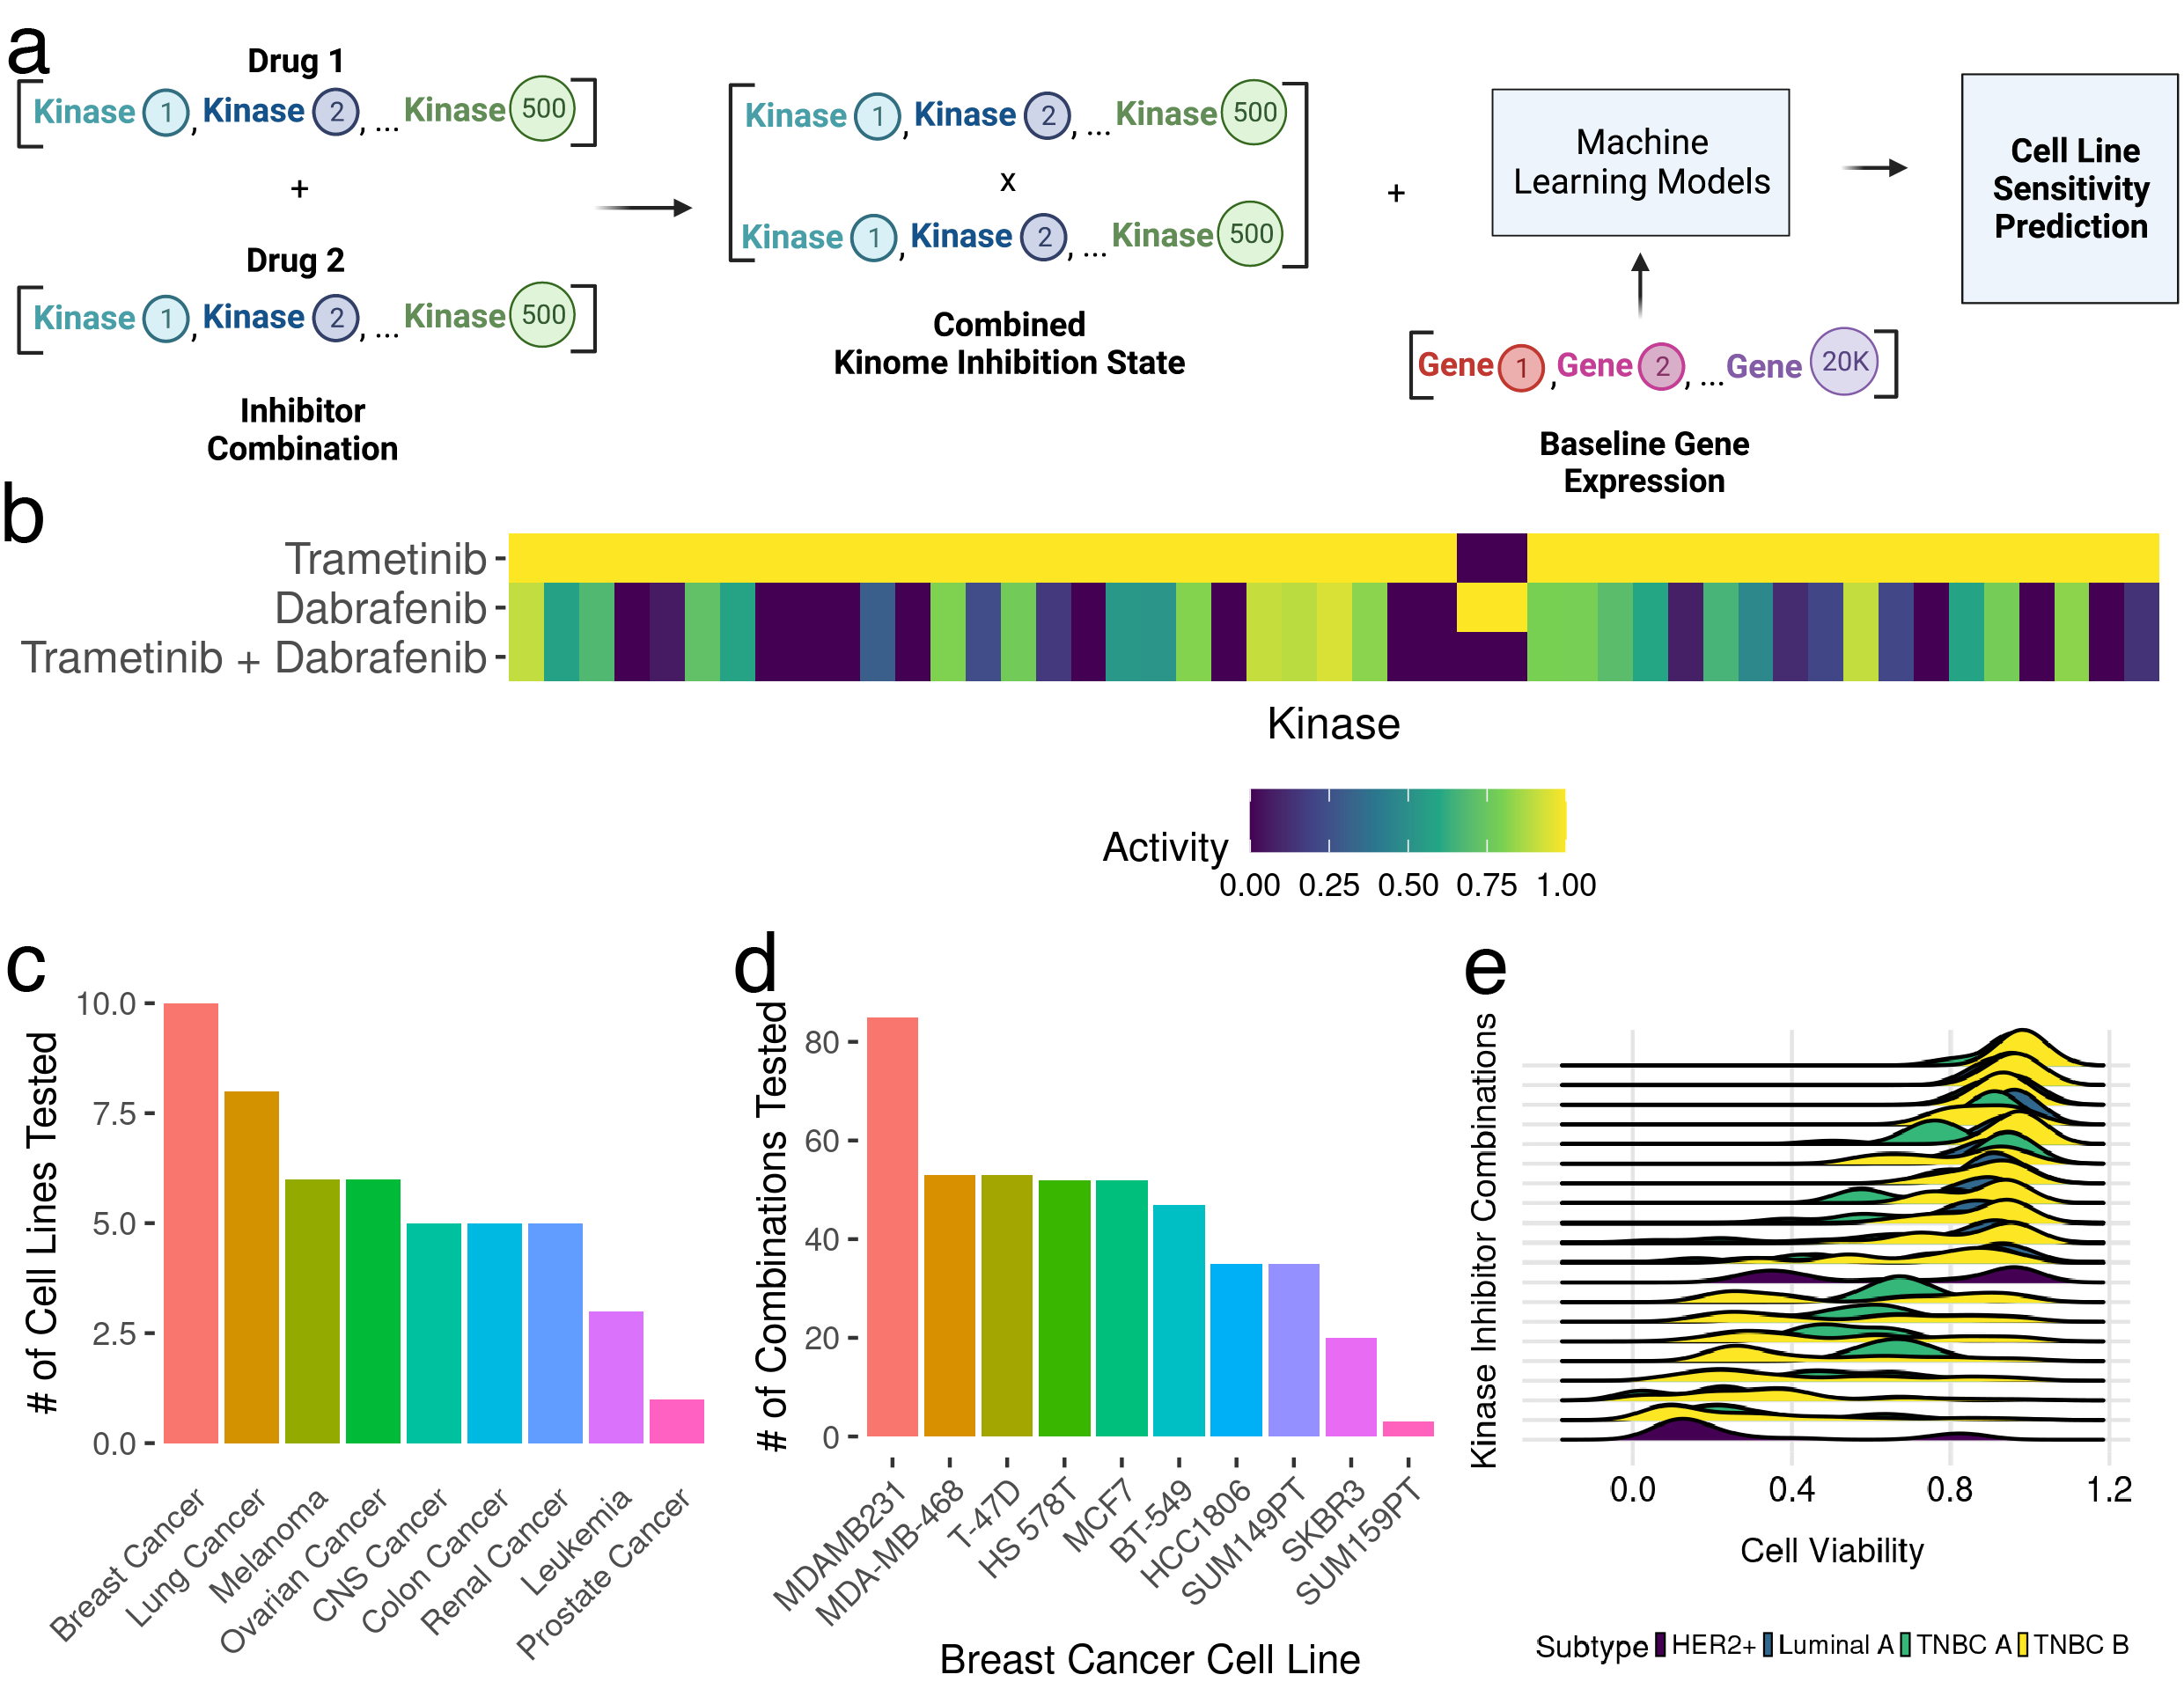 a
Drug 1
Kinase 1 , Kinase 2 , ... Kinase 500
+
Drug 2
Kinase 1 , Kinase 2 , ... Kinase 500
Inhibitor
Combination
Kinase 1 , Kinase 2 , ... Kinase 500
x
Kinase 1 , Kinase 2 , ... Kinase 500
Combined
Kinome Inhibition State
+
Machine
Learning Models
Gene 1 , Gene 2 , ... Gene 20K
Baseline Gene
Expression
Cell Line
Sensitivity
Prediction
b
Trametinib
Dabrafenib
Trametinib + Dabrafenib
Kinase
Activity
0.00 0.25 0.50 0.75 1.00
c
# of Cell Lines Tested
10.0
7.5
5.0
2.5
0.0
Breast Cancer
Lung Cancer
Melanoma
Ovarian Cancer
CNS Cancer
Colon Cancer
Renal Cancer
Leukemia
Prostate Cancer
d
# of Combinations Tested
80
60
40
20
0
MDAMB231
MDA-MB-468
T-47D
HS 578T
MCF7
BT-549
HCC1806
SUM149PT
SKBR3
SUM159PT
Breast Cancer Cell Line
e
Kinase Inhibitor Combinations
0.0 0.4 0.8 1.2
Cell Viability
Subtype HER2+ Luminal A TNBC A TNBC B